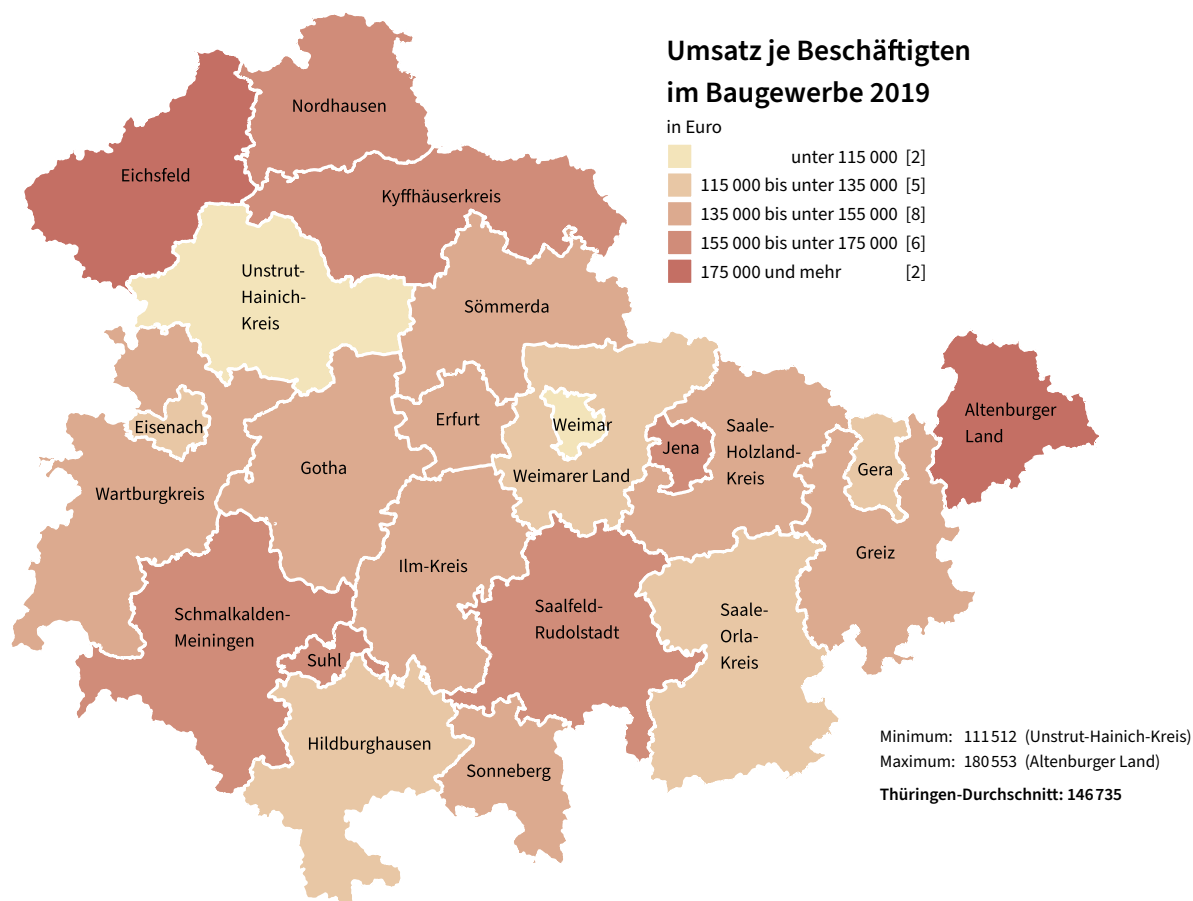 Umsatz je Beschäftigten
im Baugewerbe 2019
in Euro
unter 115 000 [2]
115 000 bis unter 135 000 [5]
135 000 bis unter 155 000 [8]
155 000 bis unter 175 000 [6]
175 000 und mehr [2]
Nordhausen
Eichsfeld
Kyffhäuserkreis
Unstrut-
Hainich-
Kreis
Sömmerda
Altenburger
Land
Eisenach
Erfurt
Weimar
Saale-
Holzland-
Kreis
Jena
Gotha
Weimarer Land
Gera
Wartburgkreis
Greiz
Ilm-Kreis
Schmalkalden-
Meiningen
Saalfeld-
Rudolstadt
Saale-
Orla-
Kreis
Suhl
Hildburghausen
Sonneberg
Minimum: 111 512 (Unstrut-Hainich-Kreis)
Maximum: 180 553 (Altenburger Land)
Thüringen-Durchschnitt: 146 735